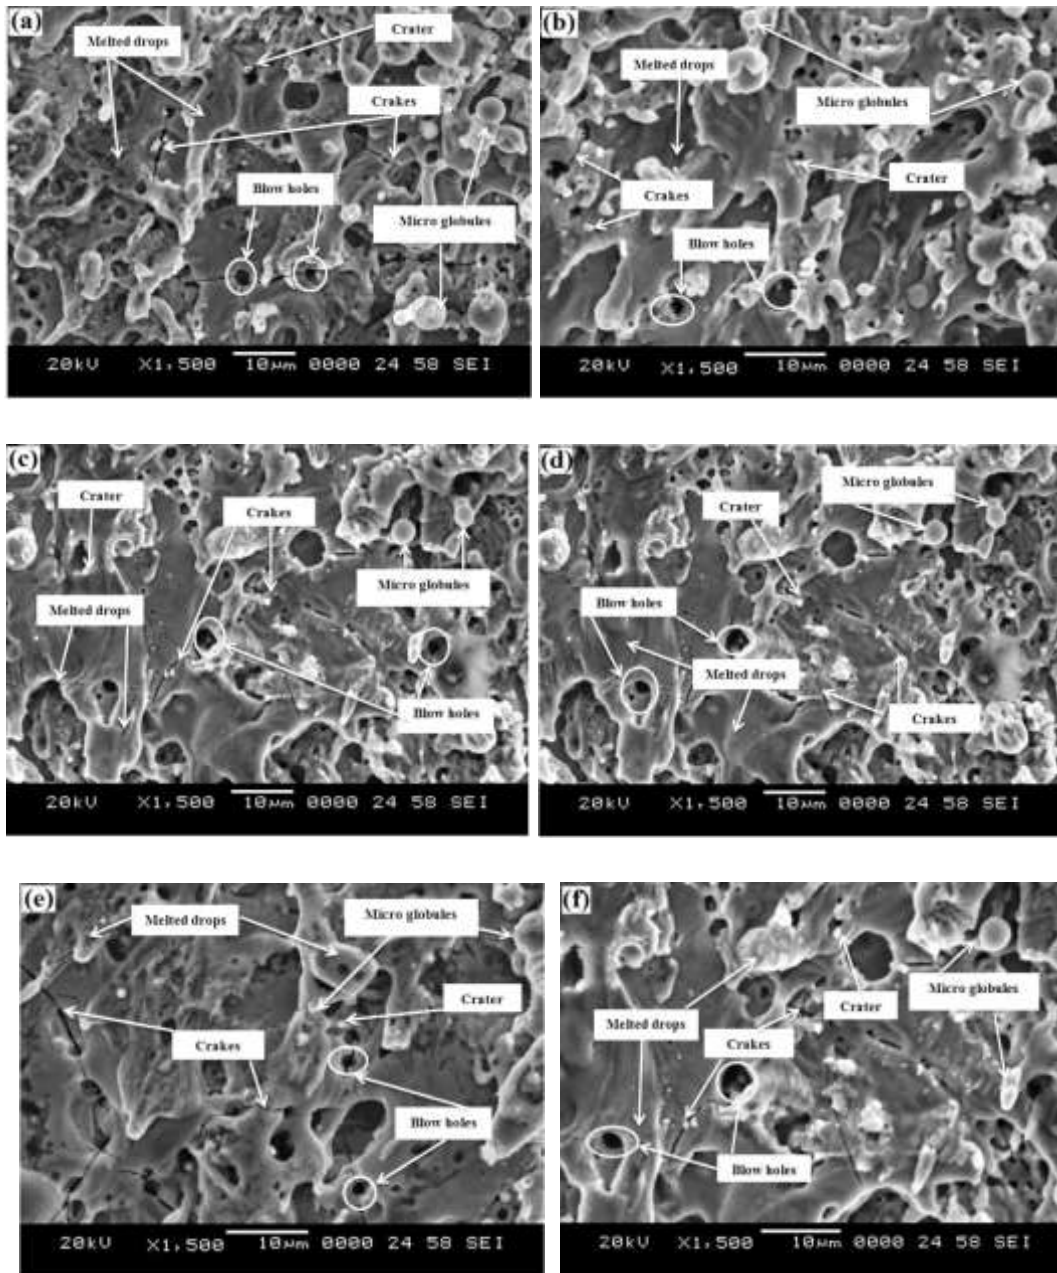 (a)
Melted drops
Crater
Crakes
Blow holes
Micro globules
20kV X1,500 10µm 0000 24 58 SEI
(b)
Melted drops
Micro globules
Crakes
Crater
Blow holes
20kV X1,500 10µm 0000 24 58 SEI
(c)
Crater
Crakes
Micro globules
Melted drops
Blow holes
20kV X1,500 10µm 0000 24 58 SEI
(d)
Micro globules
Crater
Blow holes
Melted drops
Crakes
20kV X1,500 10µm 0000 24 58 SEI
(e)
Melted drops
Micro globules
Crater
Crakes
Blow holes
20kV X1,500 10µm 0000 24 58 SEI
(f)
Micro globules
Crater
Melted drops
Crakes
Blow holes
20kV X1,500 10µm 0000 24 58 SEI